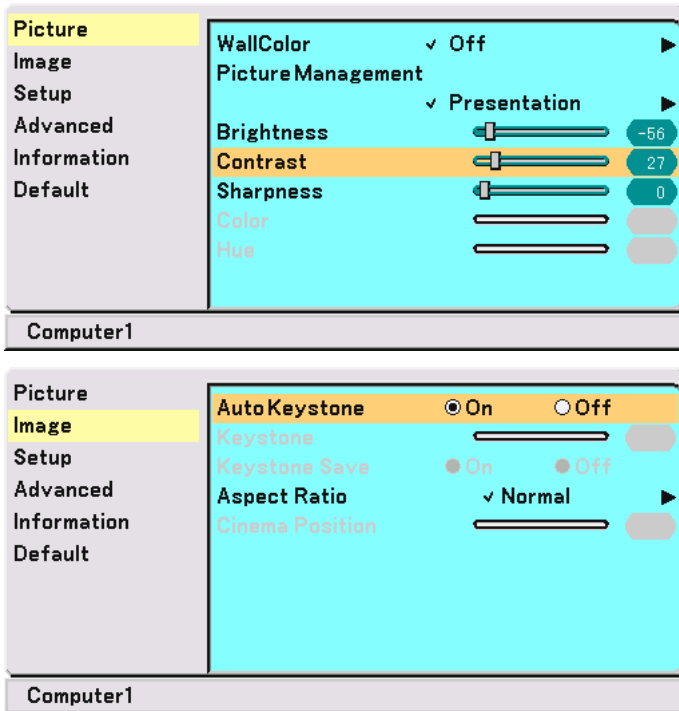 Picture
Image
Setup
Advanced
Information
Default
WallColor ✓ Off ▶
Picture Management
✓ Presentation ▶
Brightness -56
Contrast 27
Sharpness 0
Color
Hue
Computer1
Picture
Image
Setup
Advanced
Information
Default
Auto Keystone On Off
Keystone
Keystone Save On Off
Aspect Ratio ✓ Normal ▶
Cinema Position
Computer1